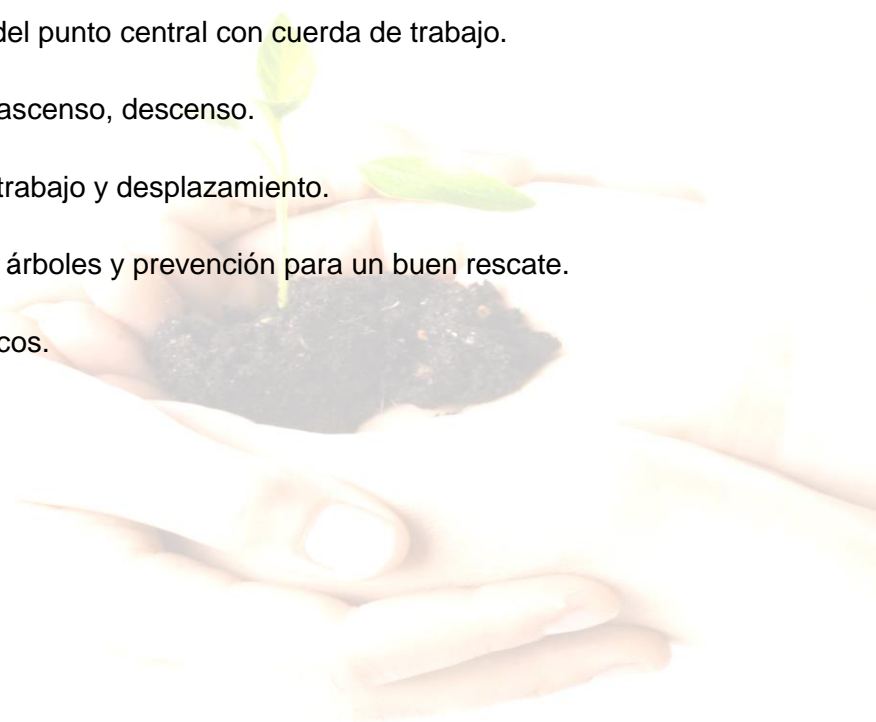 del punto central con cuerda de trabajo.
ascenso, descenso.
trabajo y desplazamiento.
árboles y prevención para un buen rescate.
cos.